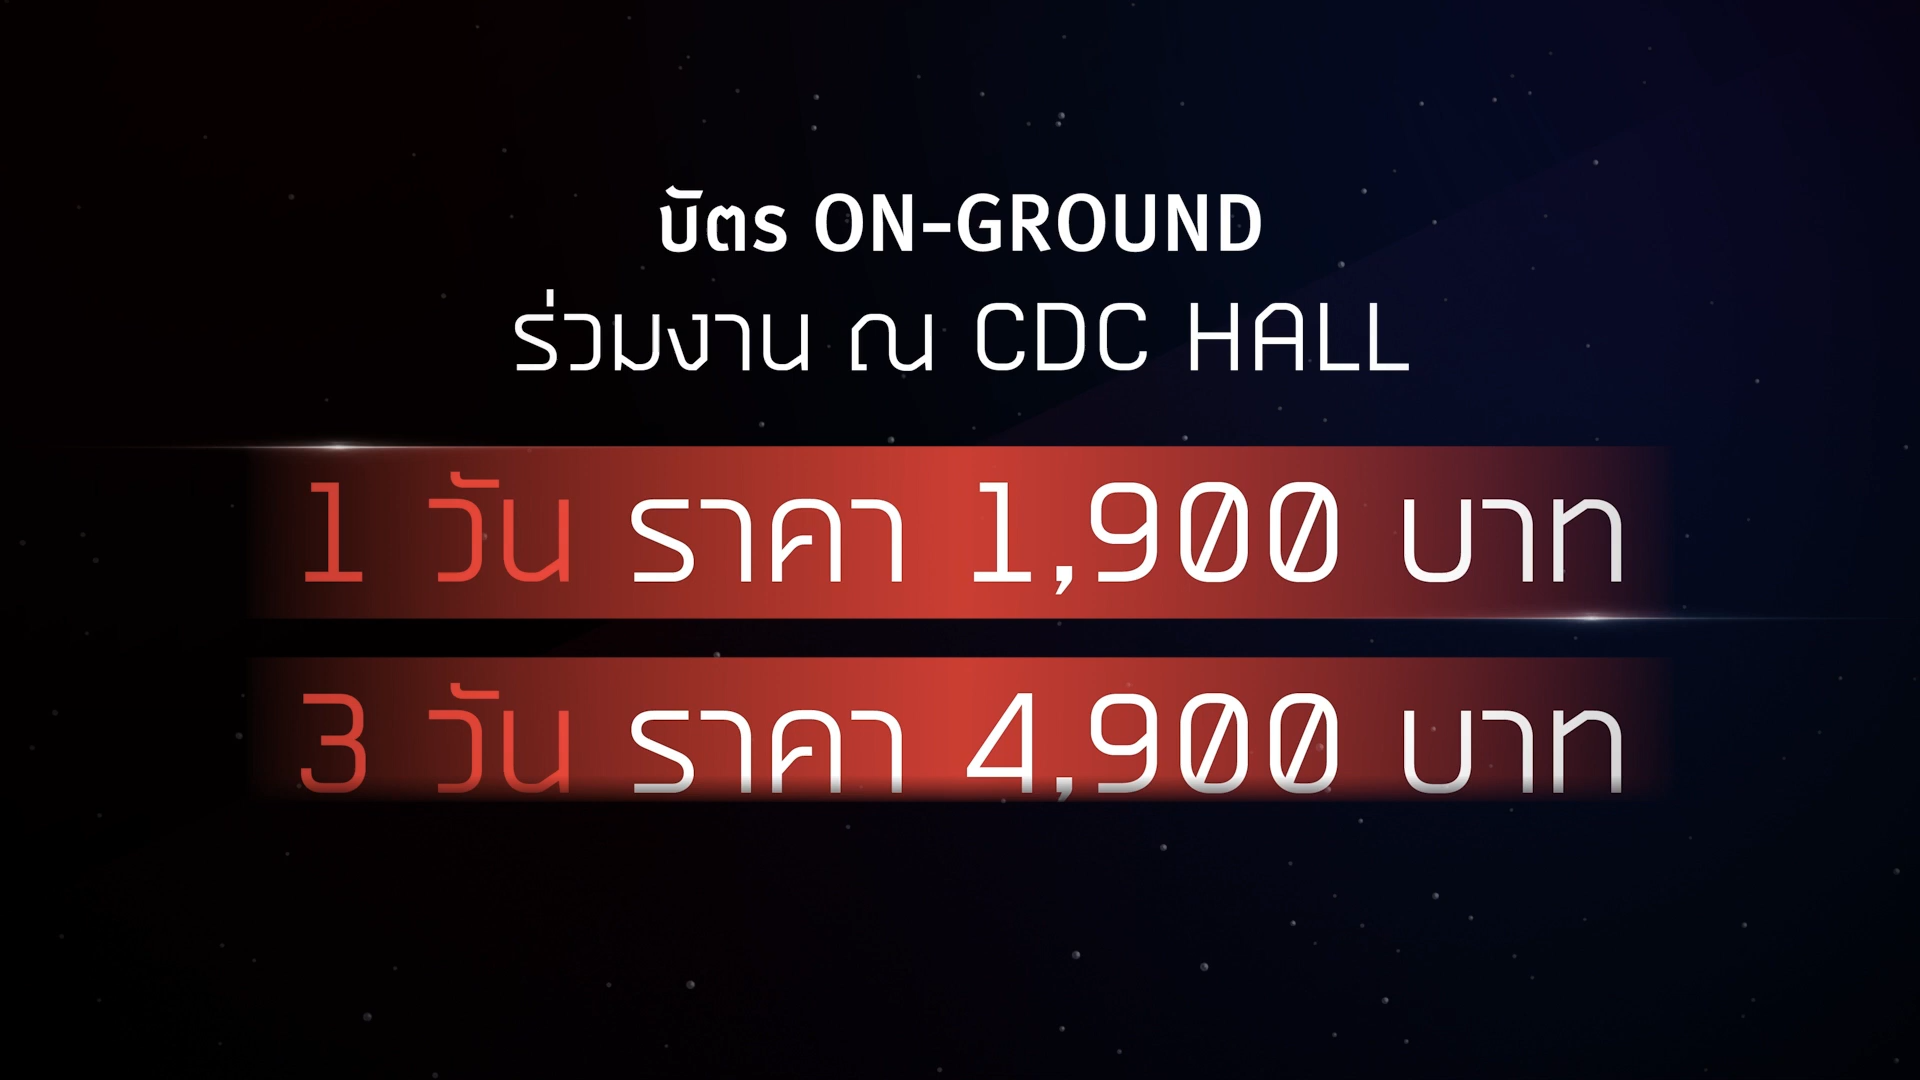 บัตร ON-GROUND
ร่วมงาน ณ CDC HALL
1 วัน ราคา 1,900 บาท
3 วัน ราคา 4,900 บาท